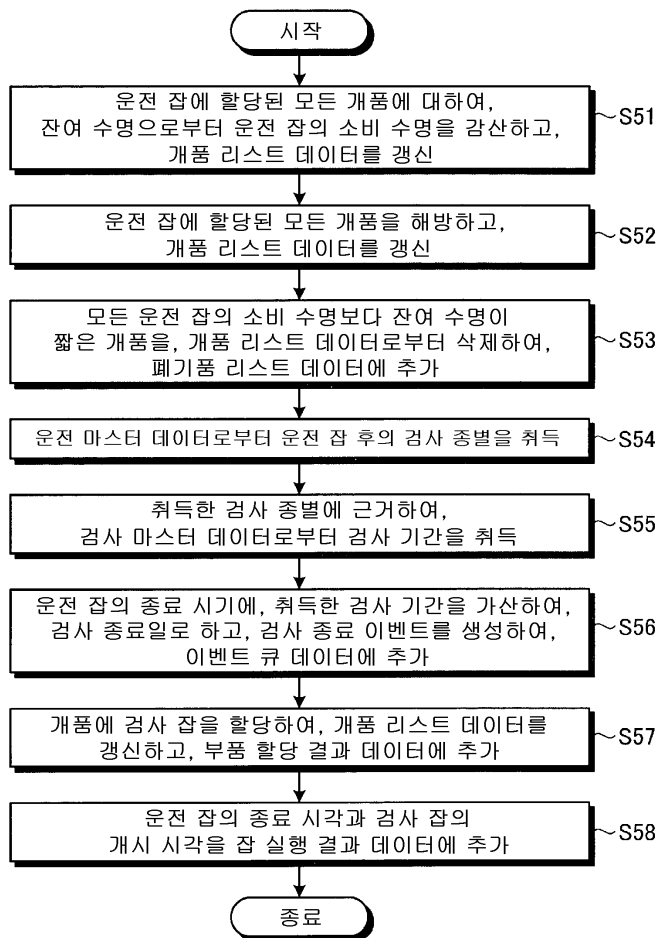 시작
운전 잡에 할당된 모든 개품에 대하여,
잔여 수명으로부터 운전 잡의 소비 수명을 감산하고,
개품 리스트 데이터를 갱신
S51
운전 잡에 할당된 모든 개품을 해방하고,
개품 리스트 데이터를 갱신
S52
모든 운전 잡의 소비 수명보다 잔여 수명이
짧은 개품을, 개품 리스트 데이터로부터 삭제하여,
폐기품 리스트 데이터에 추가
S53
운전 마스터 데이터로부터 운전 잡 후의 검사 종별을 취득
S54
취득한 검사 종별에 근거하여,
검사 마스터 데이터로부터 검사 기간을 취득
S55
운전 잡의 종료 시기에, 취득한 검사 기간을 가산하여,
검사 종료일로 하고, 검사 종료 이벤트를 생성하여,
이벤트 큐 데이터에 추가
S56
개품에 검사 잡을 할당하여, 개품 리스트 데이터를
갱신하고, 부품 할당 결과 데이터에 추가
S57
운전 잡의 종료 시각과 검사 잡의
개시 시각을 잡 실행 결과 데이터에 추가
S58
종료